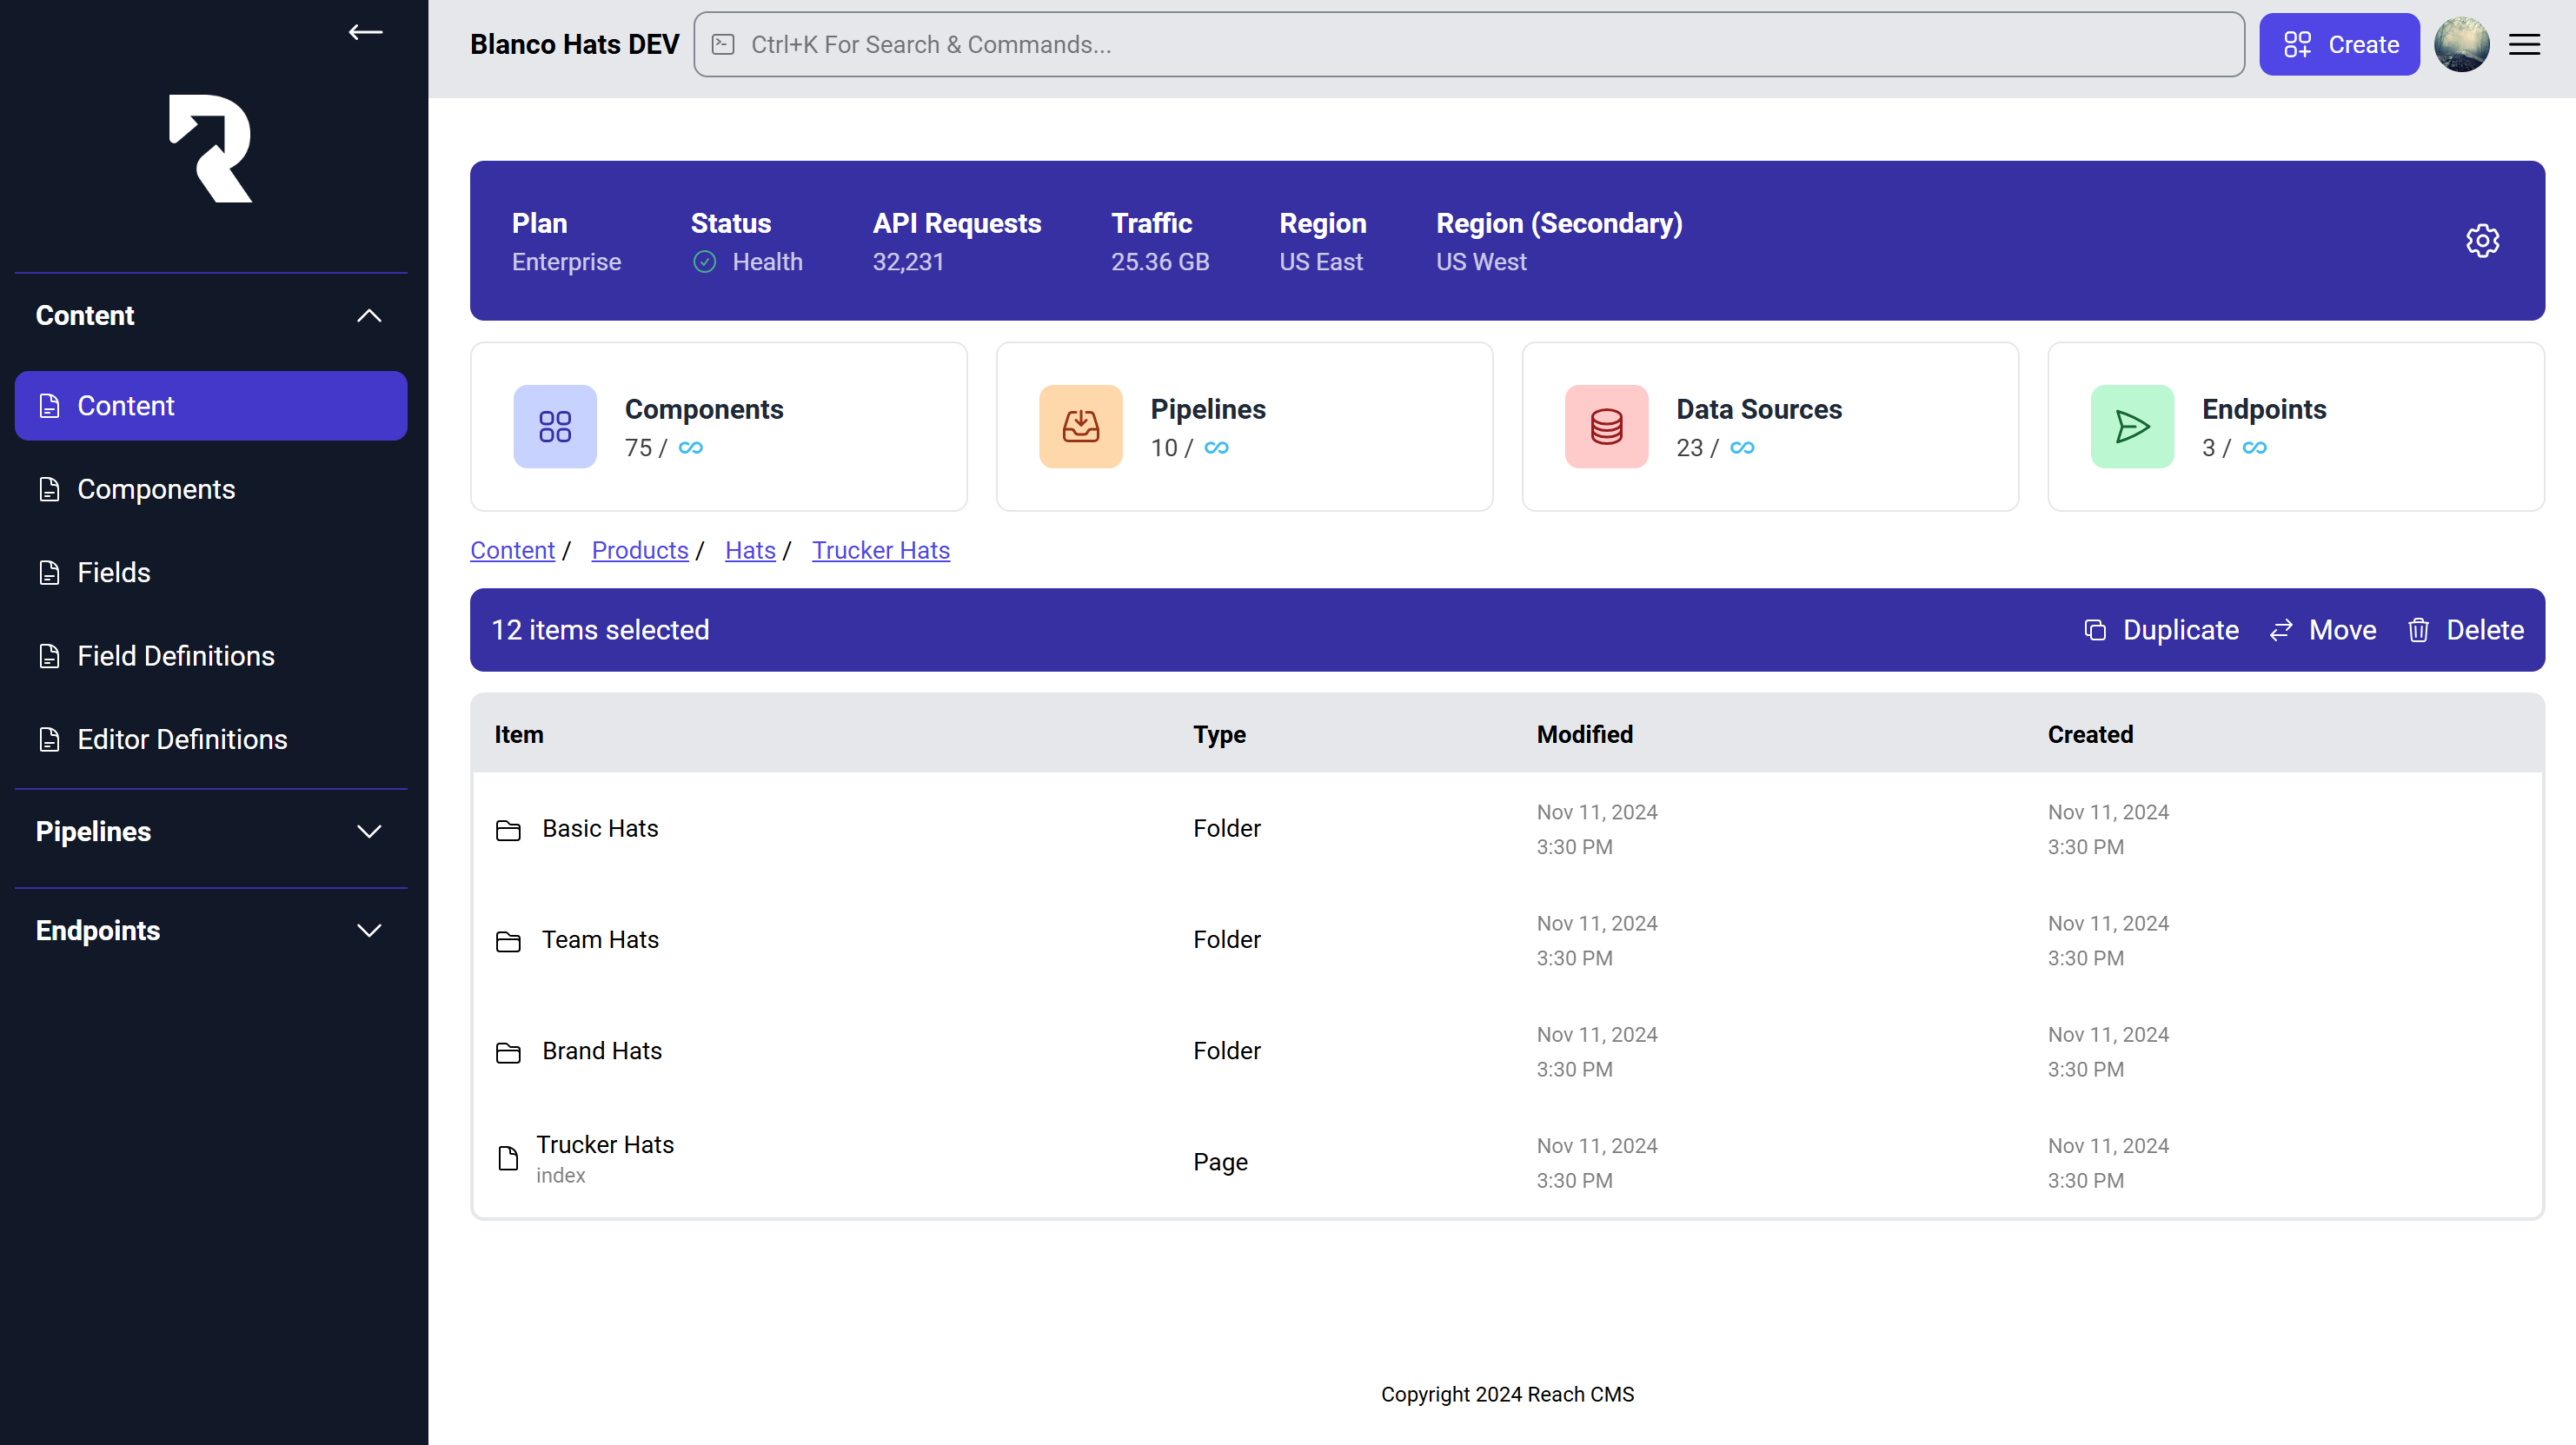 Blanco Hats DEV
Ctrl+K For Search & Commands...
Create
Content
Content
Components
Fields
Field Definitions
Editor Definitions
Pipelines
Endpoints
Plan
Enterprise
Status
Health
API Requests
32,231
Traffic
25.36 GB
Region
US East
Region (Secondary)
US West
Components
75 / ∞
Pipelines
10 / ∞
Data Sources
23 / ∞
Endpoints
3 / ∞
Content / Products / Hats / Trucker Hats
12 items selected
Duplicate Move Delete
Item Type Modified Created
Basic Hats
Folder
Nov 11, 2024
3:30 PM
Nov 11, 2024
3:30 PM
Team Hats
Folder
Nov 11, 2024
3:30 PM
Nov 11, 2024
3:30 PM
Brand Hats
Folder
Nov 11, 2024
3:30 PM
Nov 11, 2024
3:30 PM
Trucker Hats
index
Page
Nov 11, 2024
3:30 PM
Nov 11, 2024
3:30 PM
Copyright 2024 Reach CMS